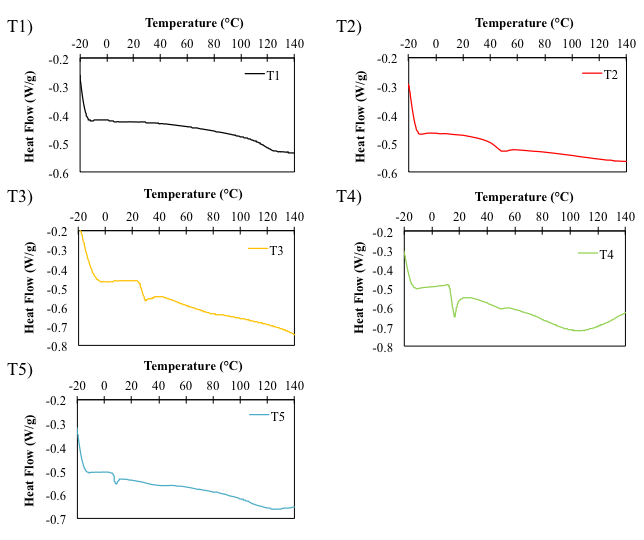 T1)
Temperature (°C)
-20 0 20 40 60 80 100 120 140
-0.2
-0.3
-0.4
-0.5
-0.6
Heat Flow (W/g)
T1
T2)
Temperature (°C)
-20 0 20 40 60 80 100 120 140
-0.2
-0.3
-0.4
-0.5
-0.6
Heat Flow (W/g)
T2
T3)
Temperature (°C)
-20 0 20 40 60 80 100 120 140
-0.2
-0.3
-0.4
-0.5
-0.6
-0.7
-0.8
Heat Flow (W/g)
T3
T4)
Temperature (°C)
-20 0 20 40 60 80 100 120 140
-0.2
-0.3
-0.4
-0.5
-0.6
-0.7
-0.8
Heat Flow (W/g)
T4
T5)
Temperature (°C)
-20 0 20 40 60 80 100 120 140
-0.2
-0.3
-0.4
-0.5
-0.6
-0.7
Heat Flow (W/g)
T5